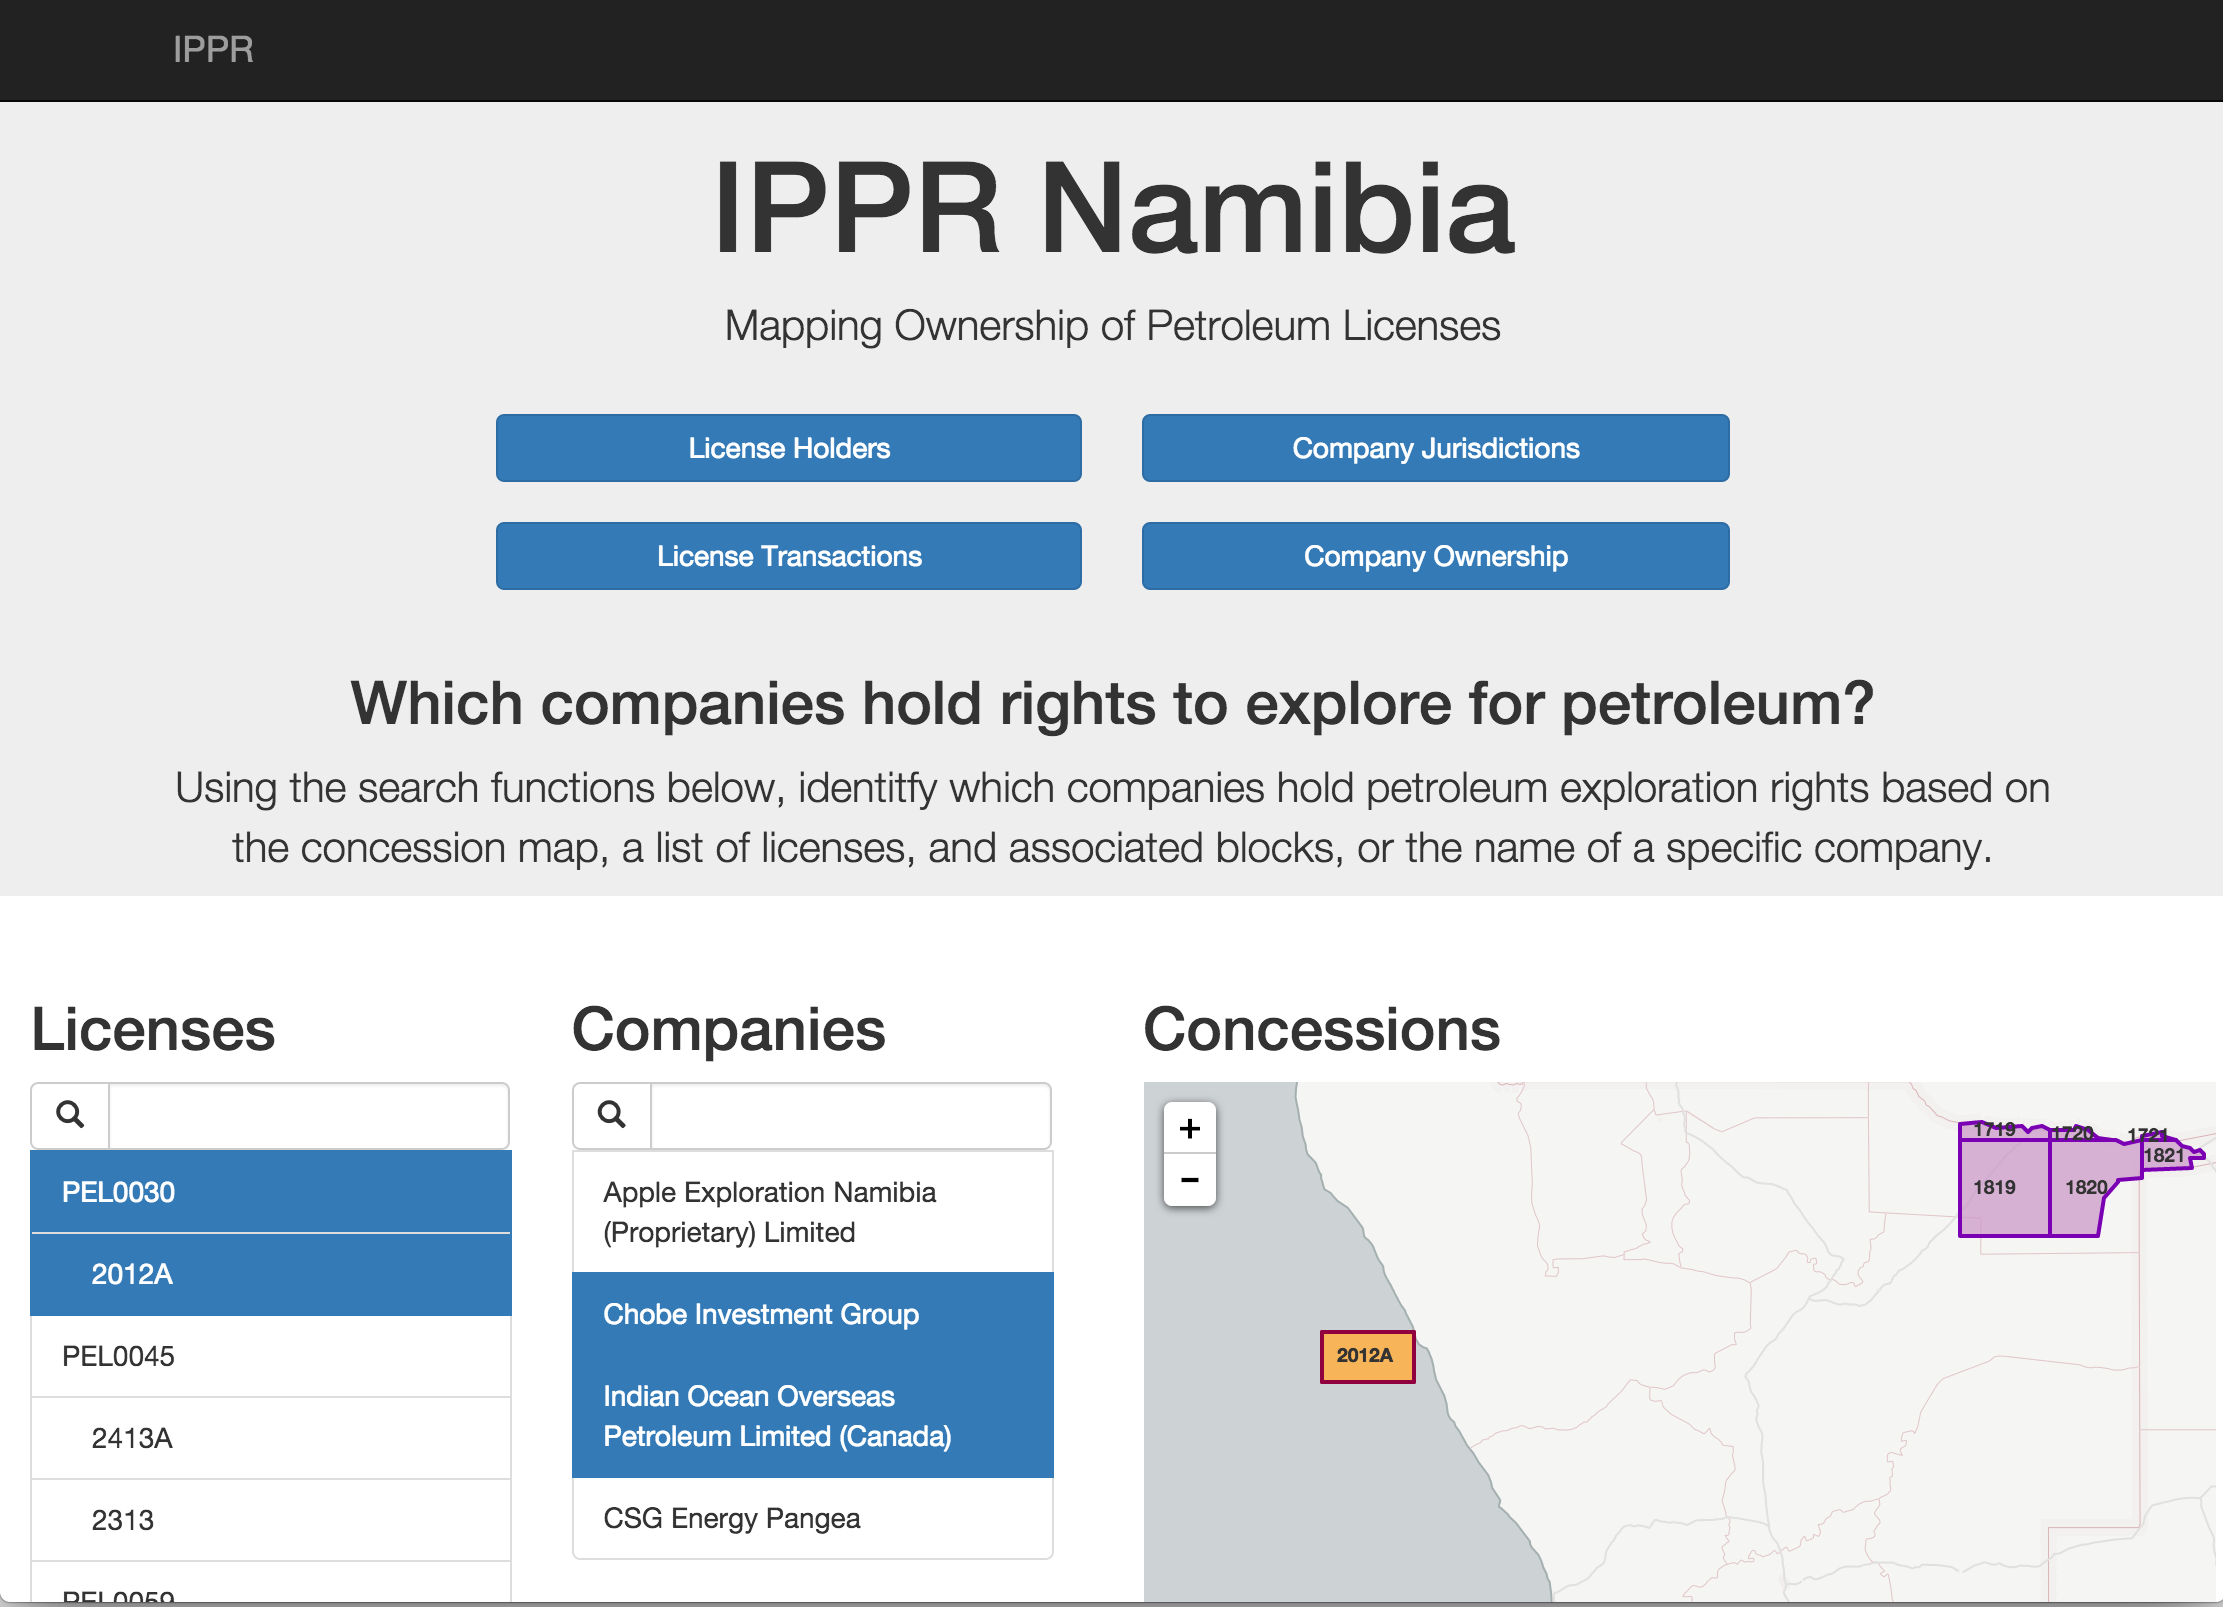 IPPR
IPPR Namibia
Mapping Ownership of Petroleum Licenses
License Holders
Company Jurisdictions
License Transactions
Company Ownership
Which companies hold rights to explore for petroleum?
Using the search functions below, identitfy which companies hold petroleum exploration rights based on
the concession map, a list of licenses, and associated blocks, or the name of a specific company.
Licenses
PEL0030
2012A
PEL0045
2413A
2313
PEL0059
Companies
Apple Exploration Namibia
(Proprietary) Limited
Chobe Investment Group
Indian Ocean Overseas
Petroleum Limited (Canada)
CSG Energy Pangea
Concessions
+
−
1719
1720
1721
1821
1819
1820
2012A